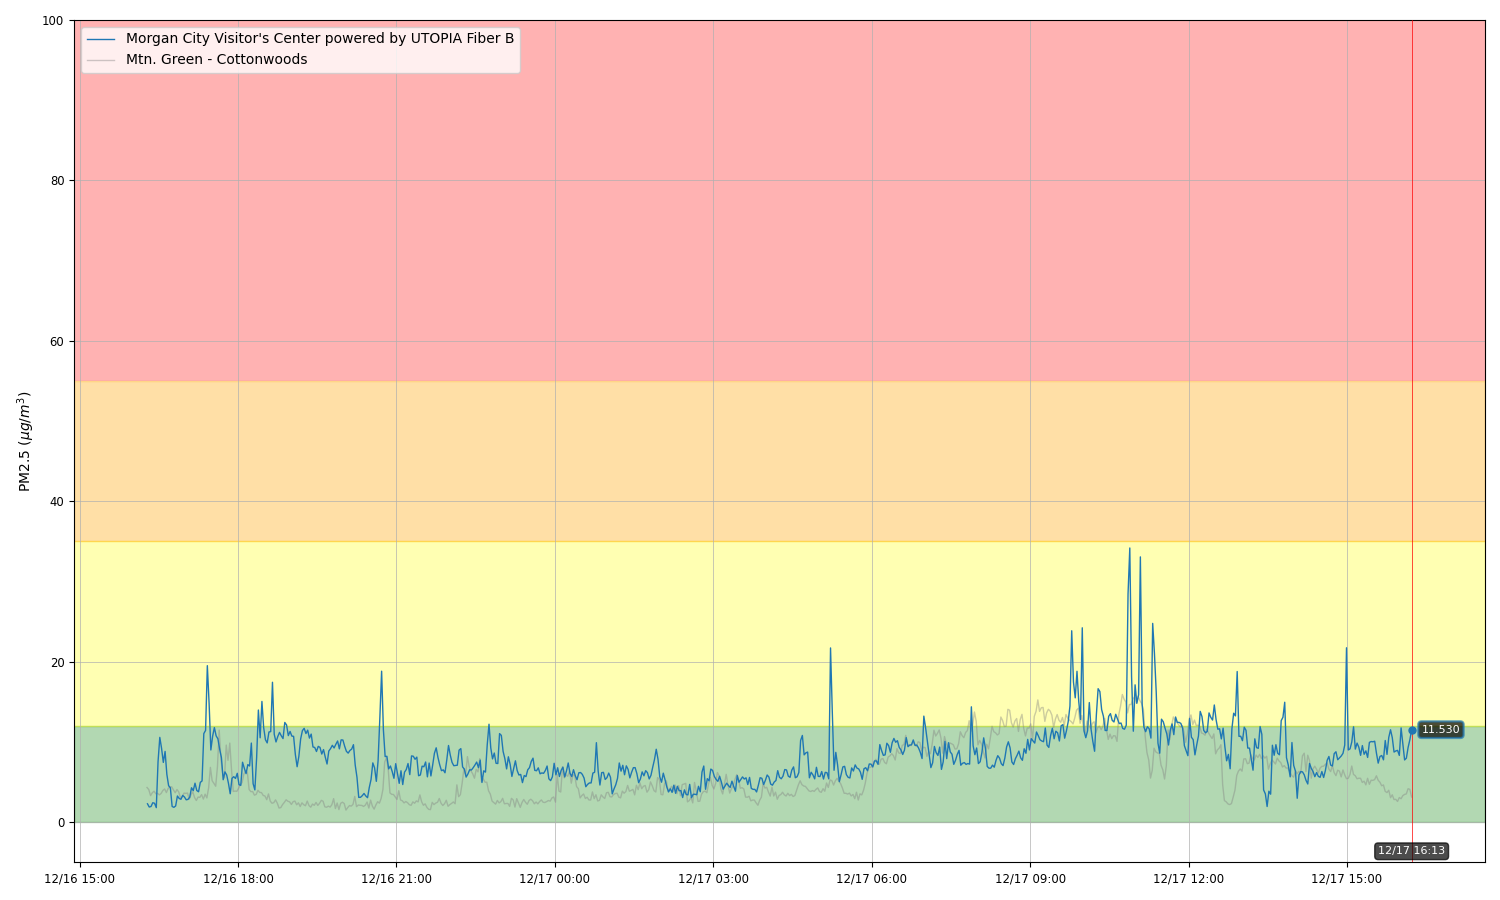 100
Morgan City Visitor's Center powered by UTOPIA Fiber B
Mtn. Green - Cottonwoods
80
60
PM2.5 (μg/m³)
40
20
11.530
0
12/17 16:13
12/16 15:00 12/16 18:00 12/16 21:00 12/17 00:00 12/17 03:00 12/17 06:00 12/17 09:00 12/17 12:00 12/17 15:00